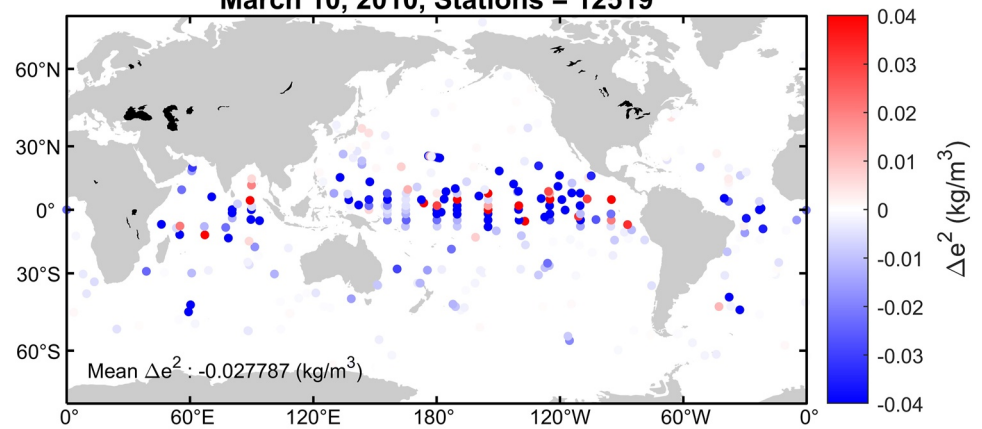 March 10, 2010, Stations = 12519
60°N
30°N
0°
30°S
60°S
Mean Δe² : -0.027787 (kg/m³)
0° 60°E 120°E 180° 120°W 60°W 0°
0.04
0.03
0.02
0.01
0
-0.01
-0.02
-0.03
-0.04
Δe² (kg/m³)